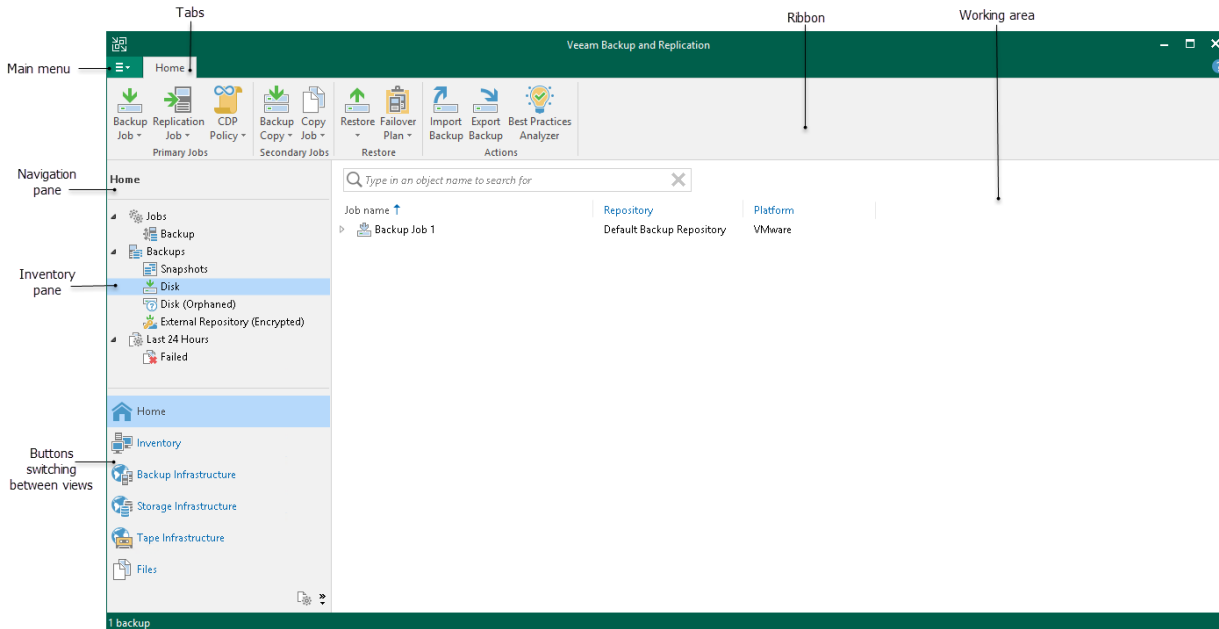 Tabs
Ribbon
Working area
Veeam Backup and Replication
Main menu
Home
Backup Job
Replication Job
CDP Policy
Backup Copy
Copy Job
Restore
Failover Plan
Import Backup
Export Backup
Best Practices Analyzer
Primary Jobs
Secondary Jobs
Restore
Actions
Navigation
pane
Home
Type in an object name to search for
Job name
Repository
Platform
Backup Job 1
Default Backup Repository
VMware
Jobs
Backup
Backups
Snapshots
Inventory
pane
Disk
Disk (Orphaned)
External Repository (Encrypted)
Last 24 Hours
Failed
Home
Inventory
Buttons
switching
between views
Backup Infrastructure
Storage Infrastructure
Tape Infrastructure
Files
1 backup